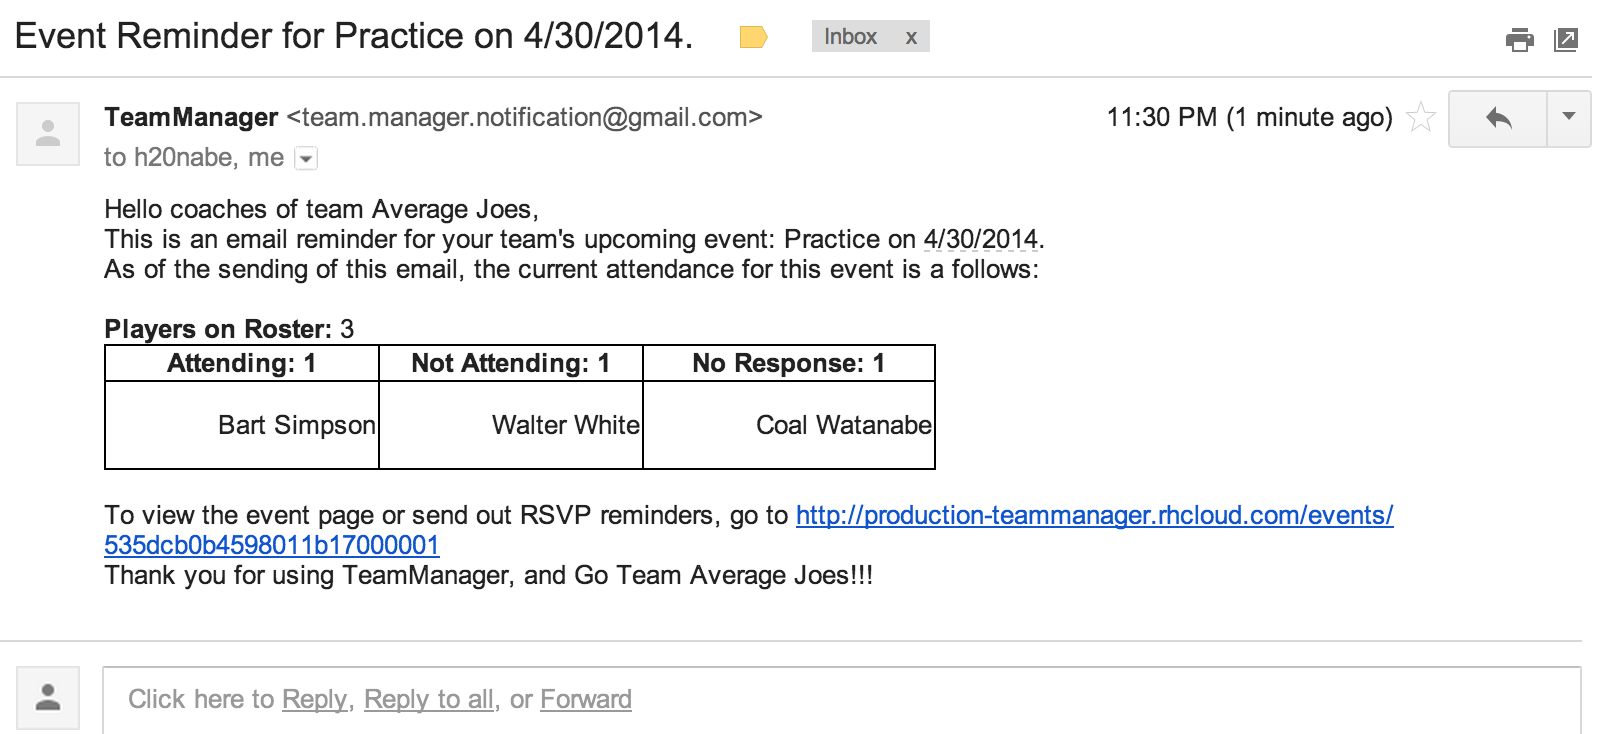 Event Reminder for Practice on 4/30/2014.
Inbox x
TeamManager <team.manager.notification@gmail.com>
11:30 PM (1 minute ago)
to h20nabe, me
Hello coaches of team Average Joes,
This is an email reminder for your team's upcoming event: Practice on 4/30/2014.
As of the sending of this email, the current attendance for this event is a follows:
Players on Roster: 3
Attending: 1 Not Attending: 1 No Response: 1
Bart Simpson Walter White Coal Watanabe
To view the event page or send out RSVP reminders, go to http://production-teammanager.rhcloud.com/events/
535dcb0b4598011b17000001
Thank you for using TeamManager, and Go Team Average Joes!!!
Click here to Reply, Reply to all, or Forward